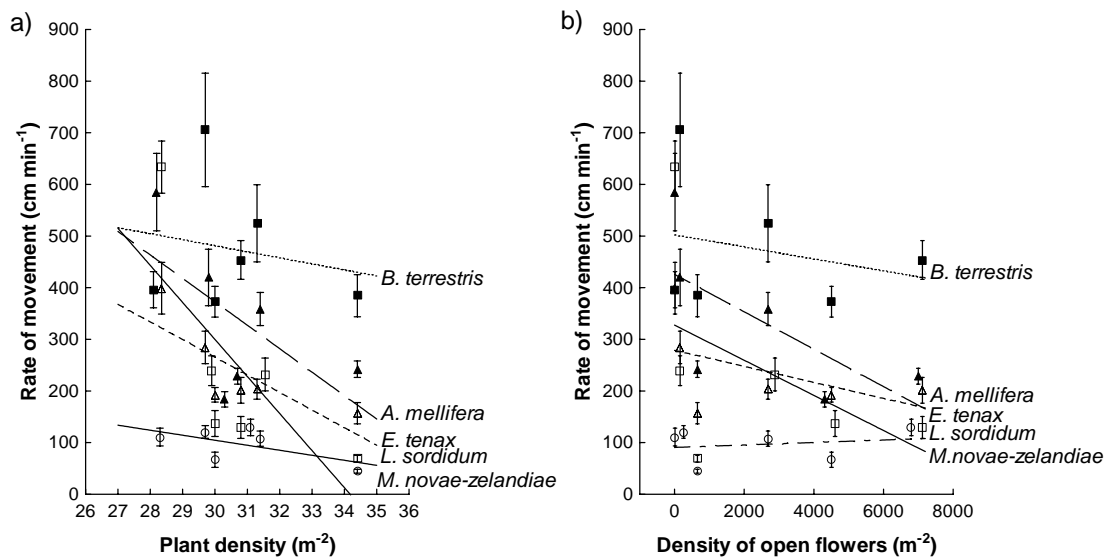 a)
Rate of movement (cm min⁻¹)
900
800
700
600
500
400
300
200
100
0
26 27 28 29 30 31 32 33 34 35 36
Plant density (m⁻²)
B. terrestris
A. mellifera
E. tenax
L. sordidum
M. novae-zelandiae
b)
Rate of movement (cm min⁻¹)
900
800
700
600
500
400
300
200
100
0
0 2000 4000 6000 8000
Density of open flowers (m⁻²)
B. terrestris
A. mellifera
E. tenax
L. sordidum
M.novae-zelandiae